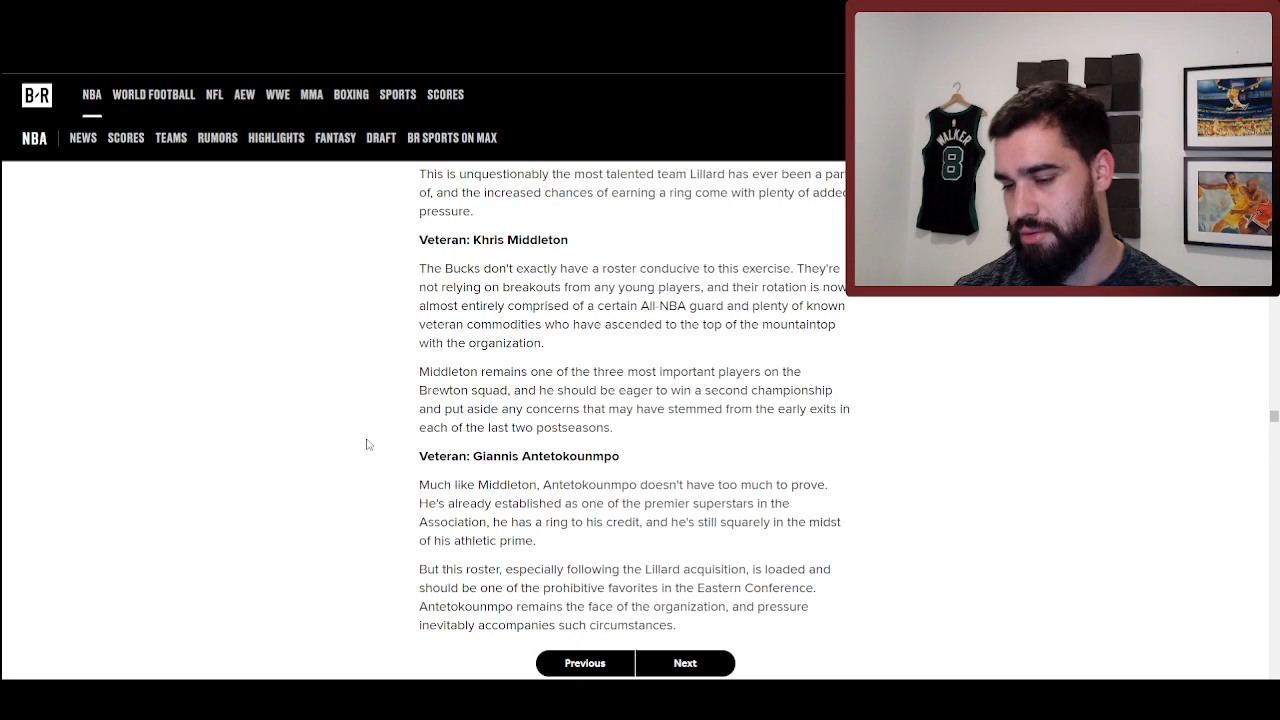 B/R
NBA WORLD FOOTBALL NFL AEW WWE MMA BOXING SPORTS SCORES
NBA NEWS SCORES TEAMS RUMORS HIGHLIGHTS FANTASY DRAFT BR SPORTS ON MAX
This is unquestionably the most talented team Lillard has ever been a
of, and the increased chances of earning a ring come with plenty of
pressure.
Veteran: Khris Middleton
The Bucks don't exactly have a roster conducive to this exercise. They're
not relying on breakouts from any young players, and their rotation is now
almost entirely comprised of a certain All-NBA guard and plenty of known
veteran commodities who have ascended to the top of the mountaintop
with the organization.
Middleton remains one of the three most important players on the
Brewton squad, and he should be eager to win a second championship
and put aside any concerns that may have stemmed from the early exits in
each of the last two postseasons.
Veteran: Giannis Antetokounmpo
Much like Middleton, Antetokounmpo doesn't have too much to prove.
He's already established as one of the premier superstars in the
Association, he has a ring to his credit, and he's still squarely in the midst
of his athletic prime.
But this roster, especially following the Lillard acquisition, is loaded and
should be one of the prohibitive favorites in the Eastern Conference.
Antetokounmpo remains the face of the organization, and pressure
inevitably accompanies such circumstances.
Previous Next
WALKER
8